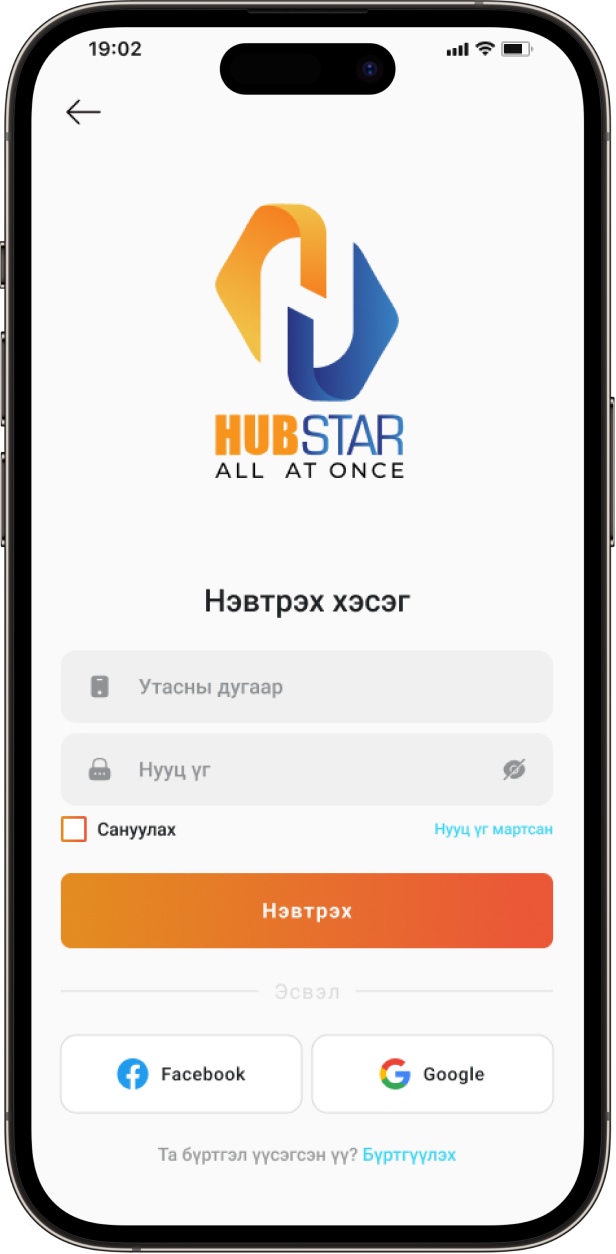 19:02
HUBSTAR
ALL AT ONCE
Нэвтрэх хэсэг
Утасны дугаар
Нууц үг
Сануулах
Нууц үг мартсан
Нэвтрэх
Эсвэл
Facebook
Google
Та бүртгэл үүсэгсэн үү? Бүртгүүлэх